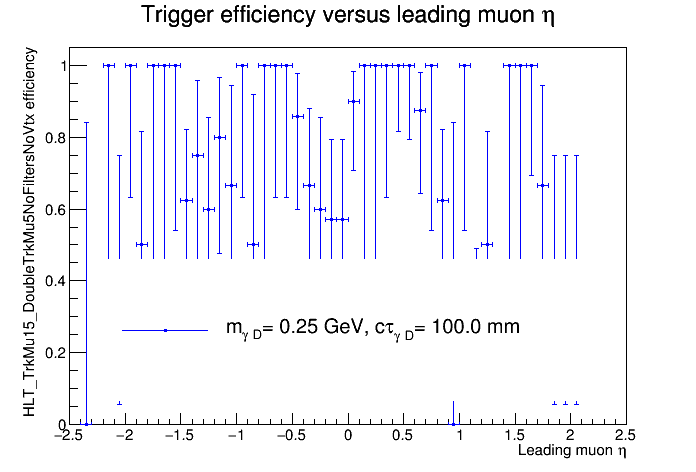 Trigger efficiency versus leading muon η
HLT_TrkMu15_DoubleTrkMu5NoFiltersNoVtx efficiency
1
0.8
0.6
0.4
0.2
0
m_γD= 0.25 GeV, cτ_γD= 100.0 mm
−2.5 −2 −1.5 −1 −0.5 0 0.5 1 1.5 2 2.5
Leading muon η